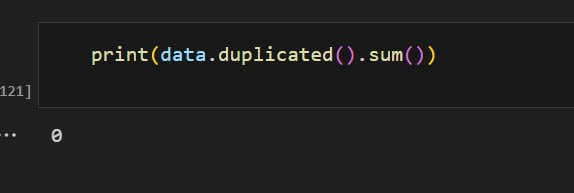 print(data.duplicated().sum())
121]
...
0